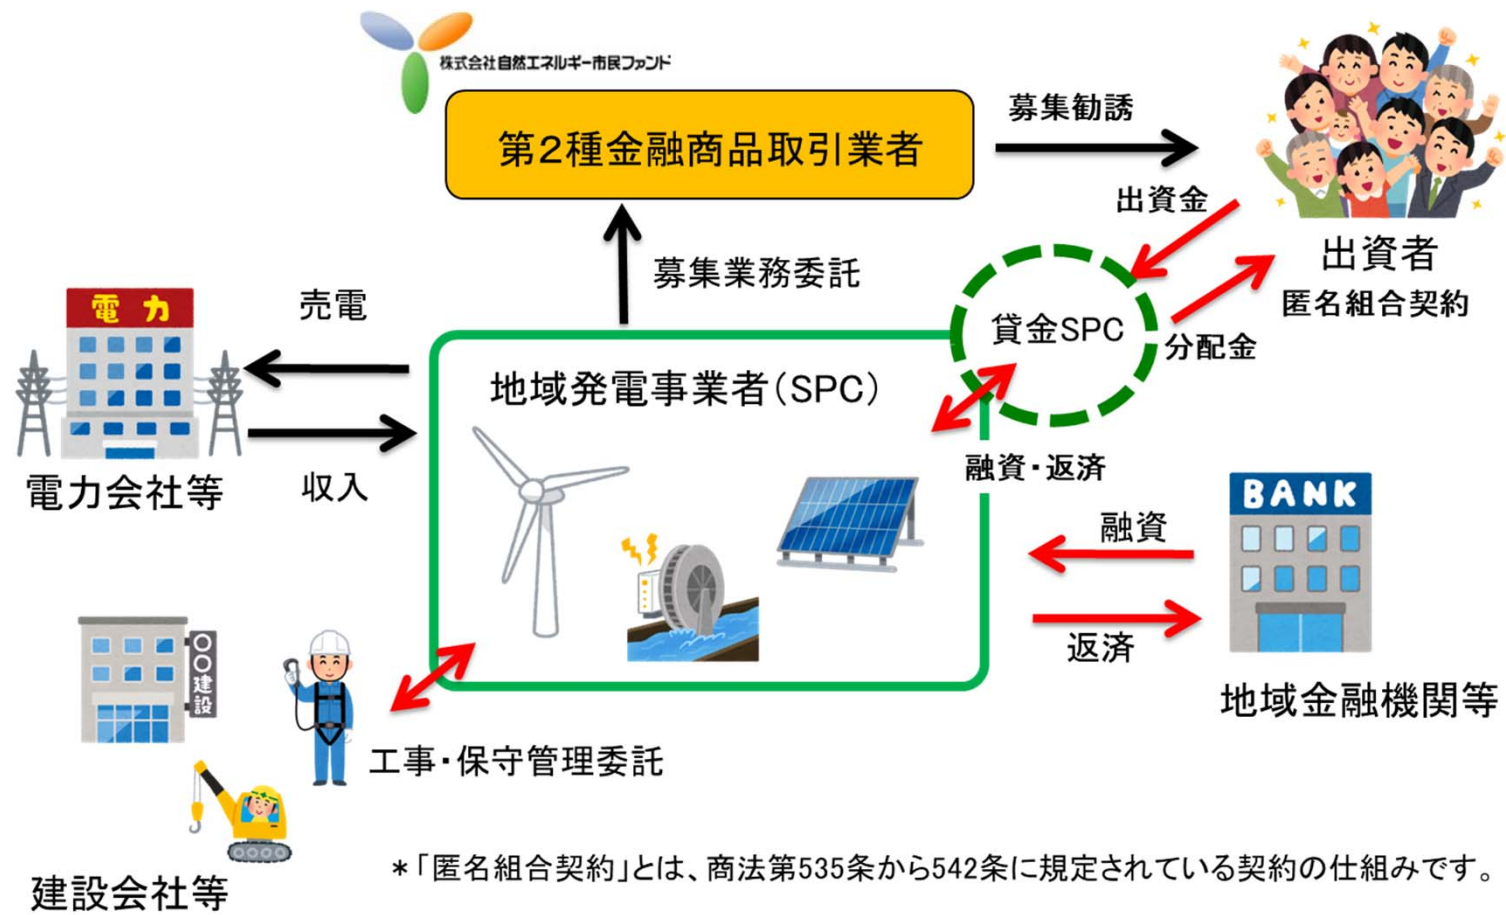 株式会社自然エネルギー市民ファンド
第2種金融商品取引業者
募集勧誘
出資金
出資者
匿名組合契約
募集業務委託
貸金SPC
分配金
電力
売電
地域発電事業者(SPC)
収入
電力会社等
融資・返済
BANK
融資
返済
地域金融機関等
〇〇建設
工事・保守管理委託
建設会社等
*「匿名組合契約」とは、商法第535条から542条に規定されている契約の仕組みです。